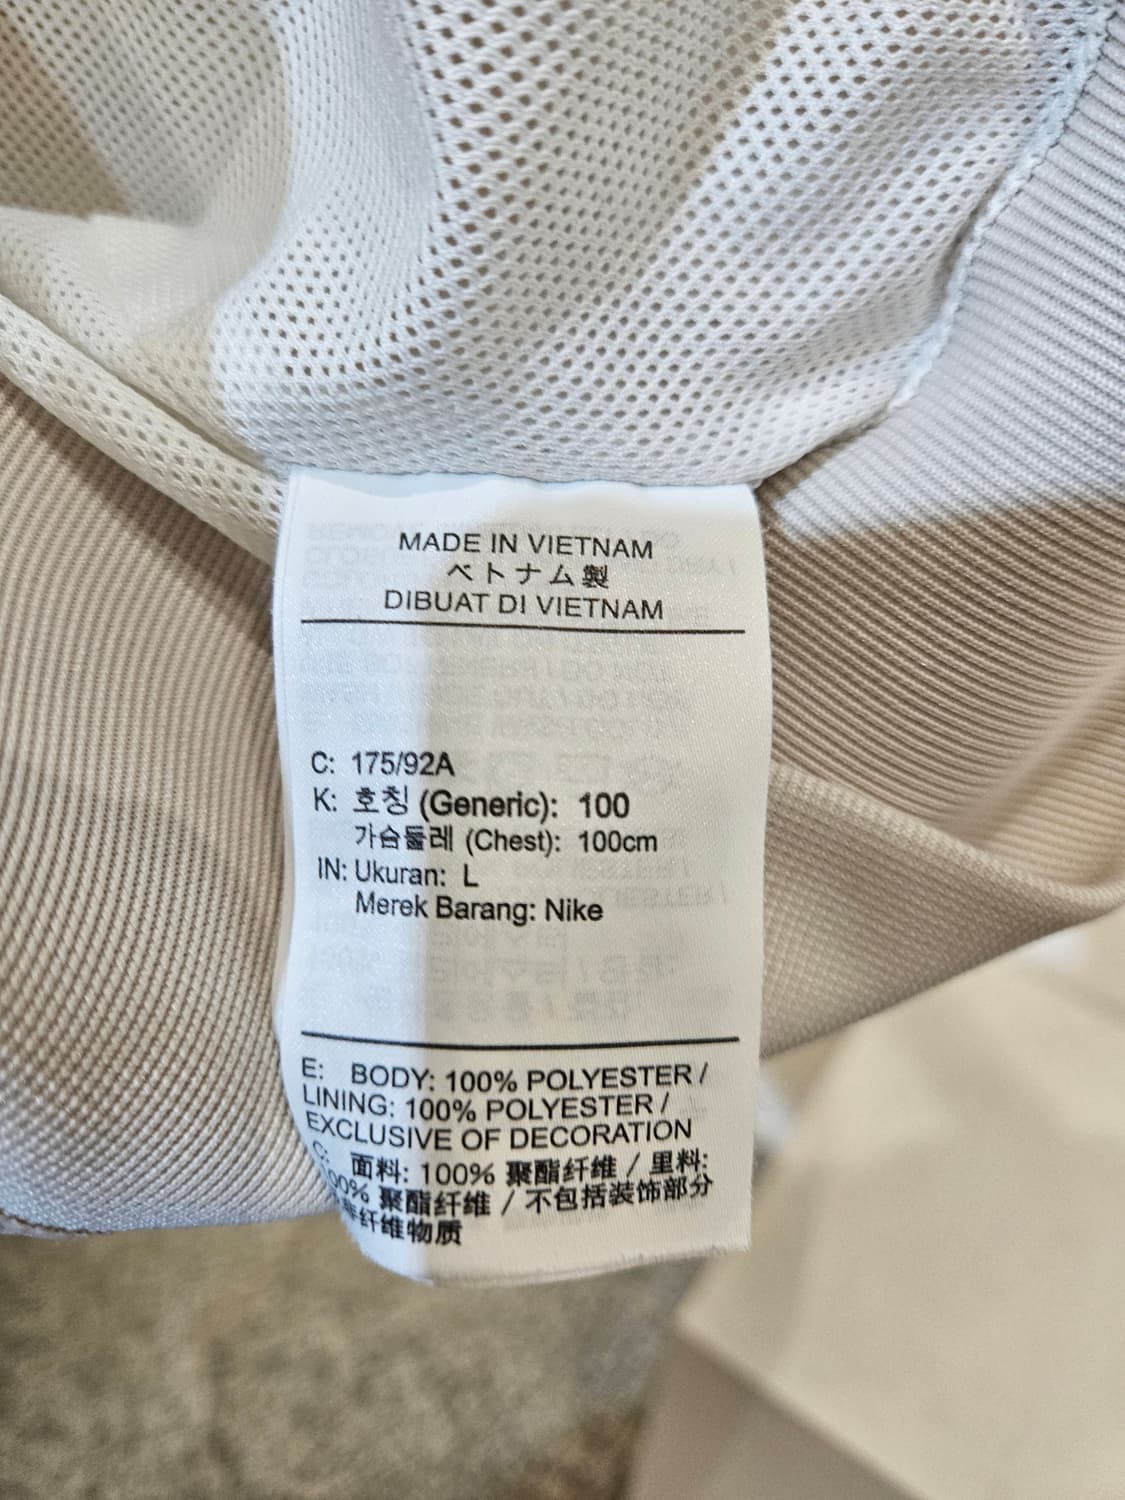 MADE IN VIETNAM
ベトナム製
DIBUAT DI VIETNAM
C: 175/92A
K: 호칭 (Generic): 100
가슴둘레 (Chest): 100cm
IN: Ukuran: L
Merek Barang: Nike
E: BODY: 100% POLYESTER /
LINING: 100% POLYESTER /
EXCLUSIVE OF DECORATION
C: 面料: 100% 聚酯纤维 / 里料:
100% 聚酯纤维 / 不包括装饰部分
纤维物质